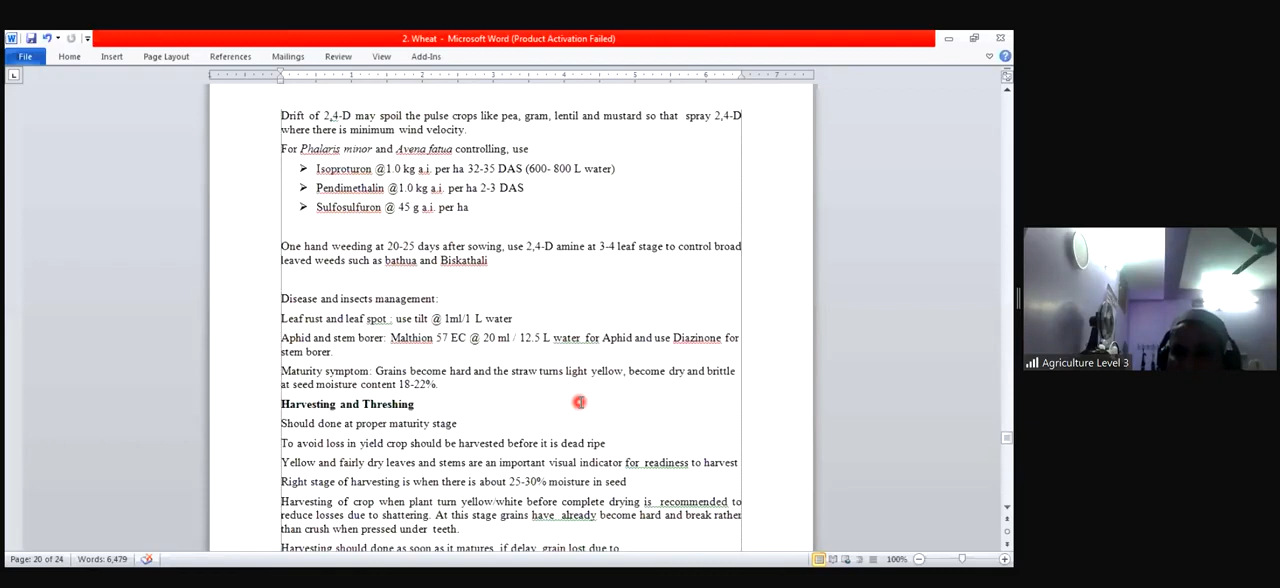 2. Wheat - Microsoft Word (Product Activation Failed)
File Home Insert Page Layout References Mailings Review View Add-Ins
1 2 3 4 5 6 7
Drift of 2,4-D may spoil the pulse crops like pea, gram, lentil and mustard so that spray 2,4-D
where there is minimum wind velocity.
For Phalaris minor and Avena fatua controlling, use
Isoproturon @1.0 kg a.i. per ha 32-35 DAS (600- 800 L water)
Pendimethalin @1.0 kg a.i. per ha 2-3 DAS
Sulfosulfuron @ 45 g a.i. per ha
One hand weeding at 20-25 days after sowing, use 2,4-D amine at 3-4 leaf stage to control broad
leaved weeds such as bathua and Biskathali
Disease and insects management:
Leaf rust and leaf spot : use tilt @ 1ml/1 L water
Aphid and stem borer: Malthion 57 EC @ 20 ml / 12.5 L water for Aphid and use Diazinone for
stem borer.
Maturity symptom: Grains become hard and the straw turns light yellow, become dry and brittle
at seed moisture content 18-22%.
Harvesting and Threshing
Should done at proper maturity stage
To avoid loss in yield crop should be harvested before it is dead ripe
Yellow and fairly dry leaves and stems are an important visual indicator for readiness to harvest
Right stage of harvesting is when there is about 25-30% moisture in seed
Harvesting of crop when plant turn yellow/white before complete drying is recommended to
reduce losses due to shattering. At this stage grains have already become hard and break rather
than crush when pressed under teeth.
Harvesting should done as soon as it matures, if delay, grain lost due to
Page: 20 of 24 Words: 6,479 100%
Agriculture Level 3